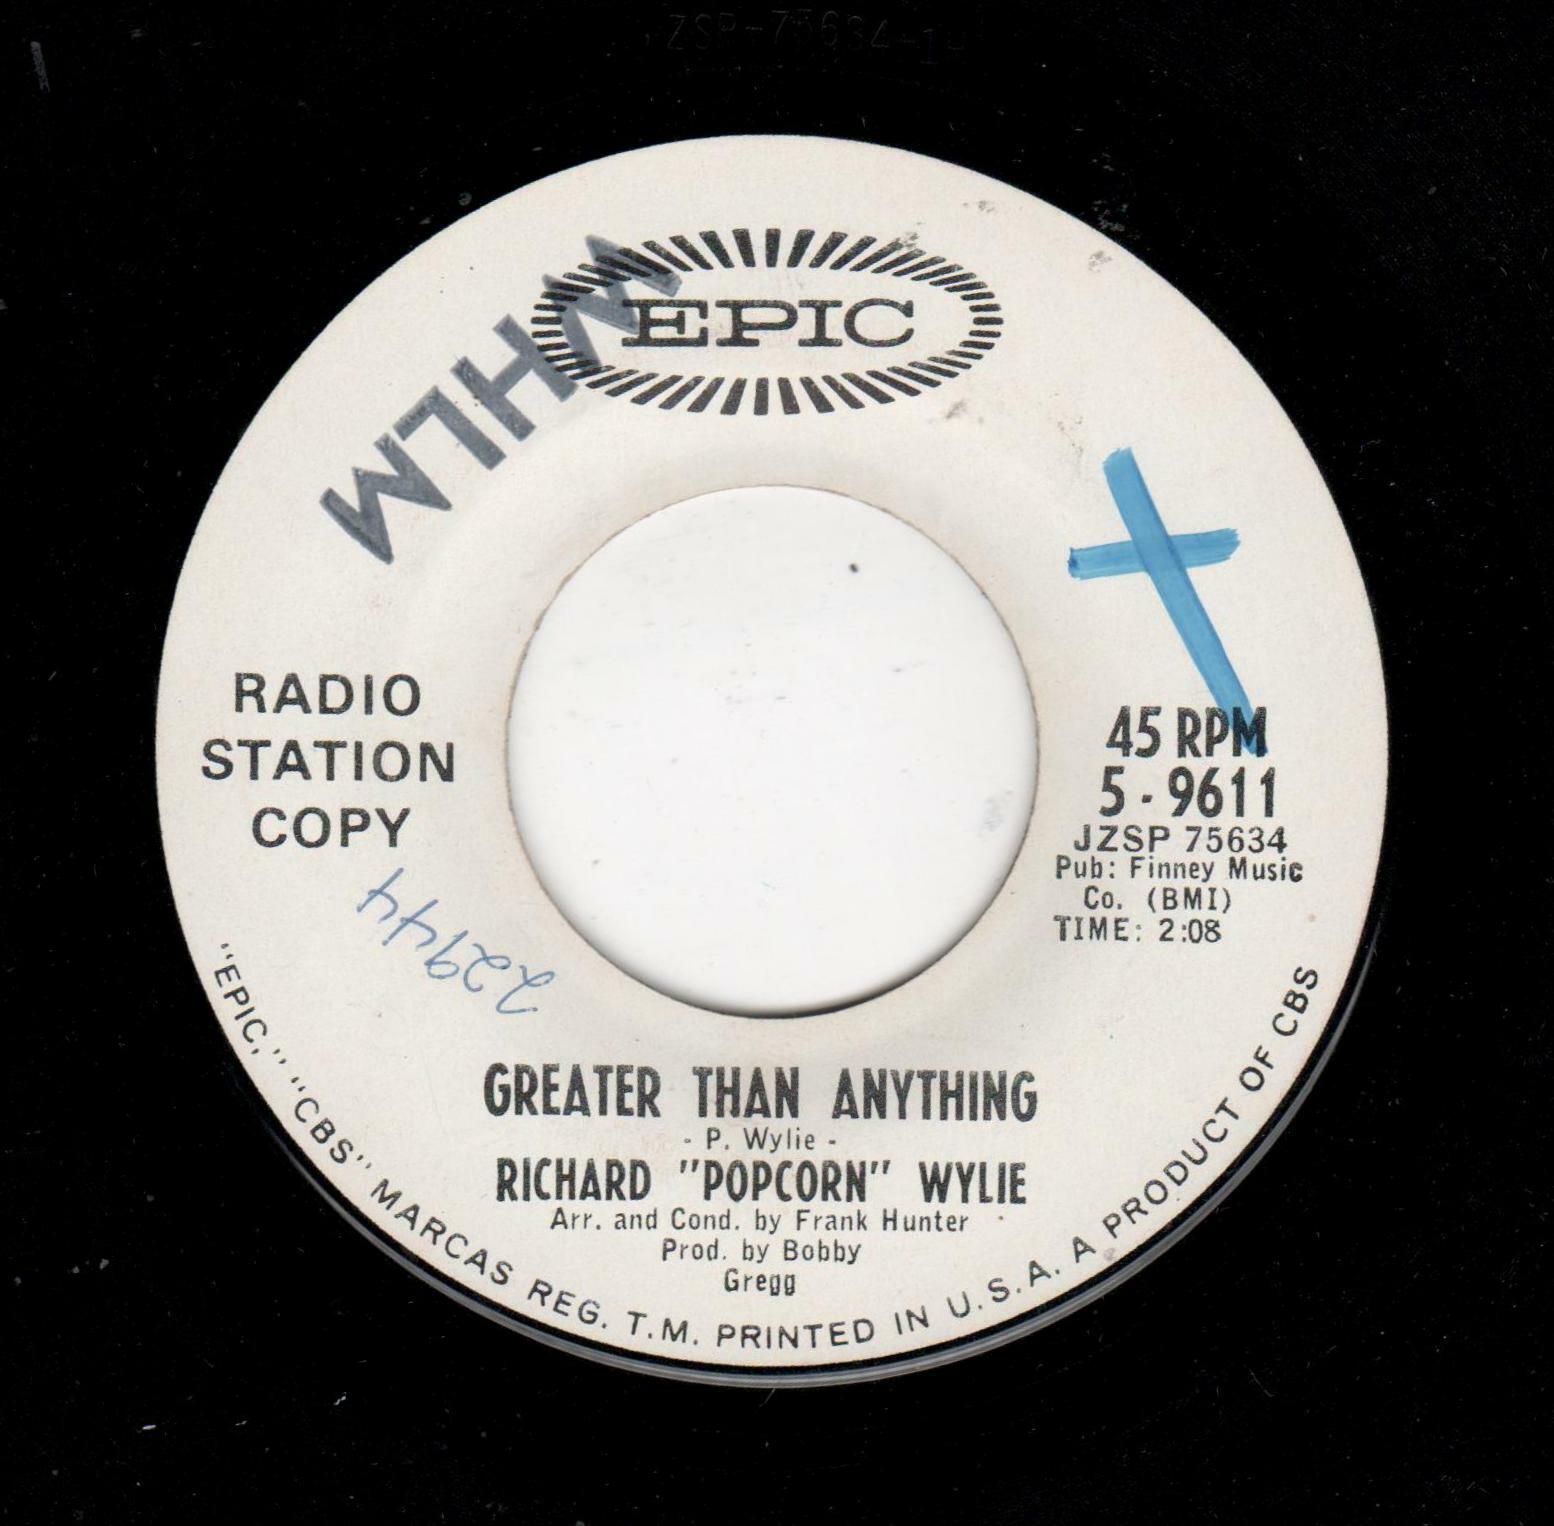 ZSP-75634-1
EPIC
WHLM
RADIO
STATION
COPY
45 RPM
5-9611
JZSP 75634
Pub: Finney Music
Co. (BMI)
TIME: 2:08
22944
GREATER THAN ANYTHING
- P. Wylie -
RICHARD "POPCORN" WYLIE
Arr. and Cond. by Frank Hunter
Prod. by Bobby
Gregg
"EPIC," "CBS" MARCAS REG. T.M. PRINTED IN U.S.A. A PRODUCT OF CBS